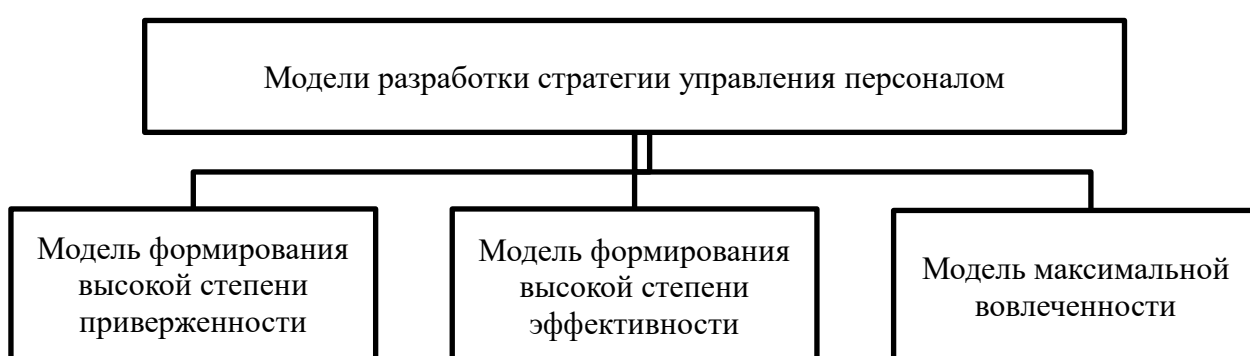 Модели разработки стратегии управления персоналом
Модель формирования
высокой степени
приверженности
Модель формирования
высокой степени
эффективности
Модель максимальной
вовлеченности